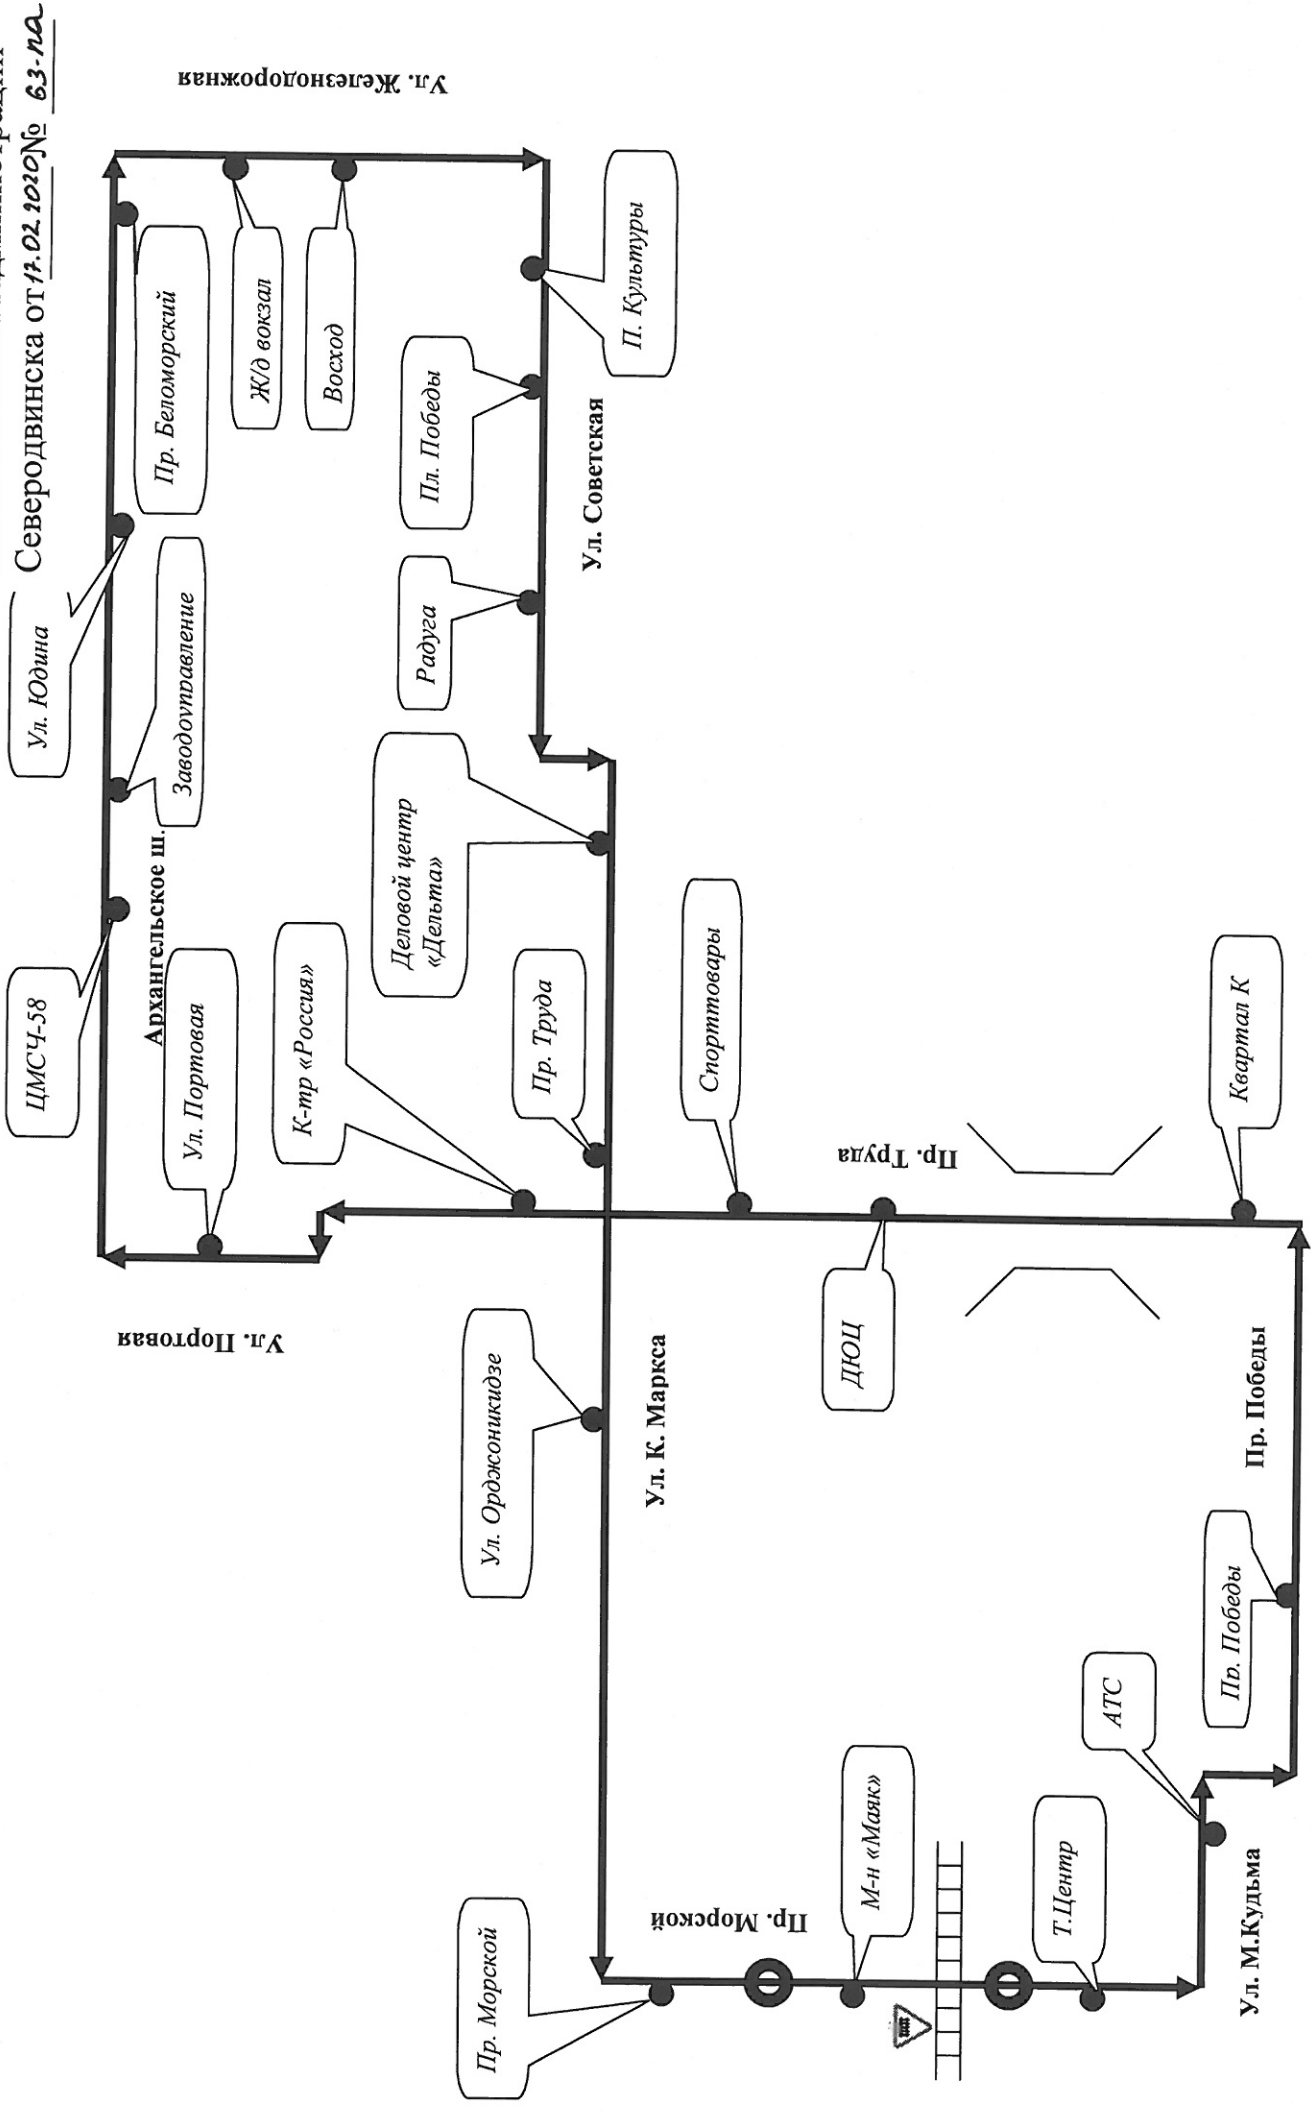 Северодвинска от 17.02.2020 № 63-па
Ул. Железнодорожная
ЦМСЧ-58
Ул. Юдина
Архангельское ш.
Заводоуправление
Пр. Беломорский
Ул. Портовая
Ж/д вокзал
Восход
К-тр «Россия»
Ул. Портовая
Деловой центр
«Дельта»
Радуга
Пл. Победы
П. Культуры
Ул. Советская
Пр. Труда
Ул. Орджоникидзе
Ул. К. Маркса
Спорттовары
Пр. Морской
Пр. Морской
М-н «Маяк»
ДЮЦ
Пр. Труда
Т.Центр
АТС
Ул. М.Кудьма
Пр. Победы
Пр. Победы
Квартал К